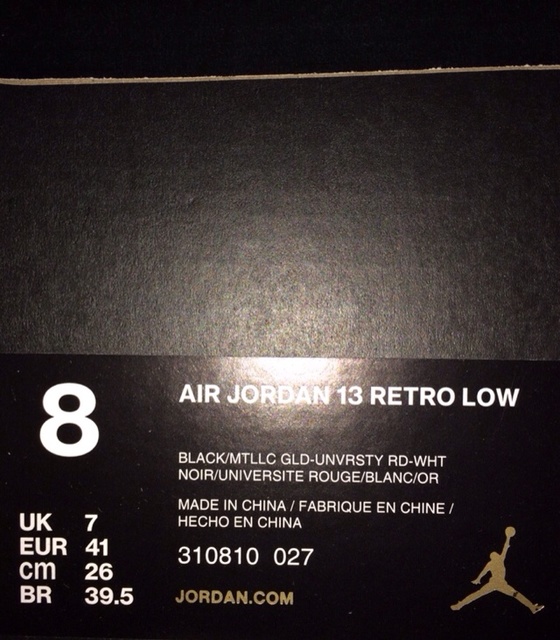 8
AIR JORDAN 13 RETRO LOW
BLACK/MTLLC GLD-UNVRSTY RD-WHT
NOIR/UNIVERSITE ROUGE/BLANC/OR
MADE IN CHINA / FABRIQUE EN CHINE /
HECHO EN CHINA
310810 027
JORDAN.COM
UK 7
EUR 41
cm 26
BR 39.5